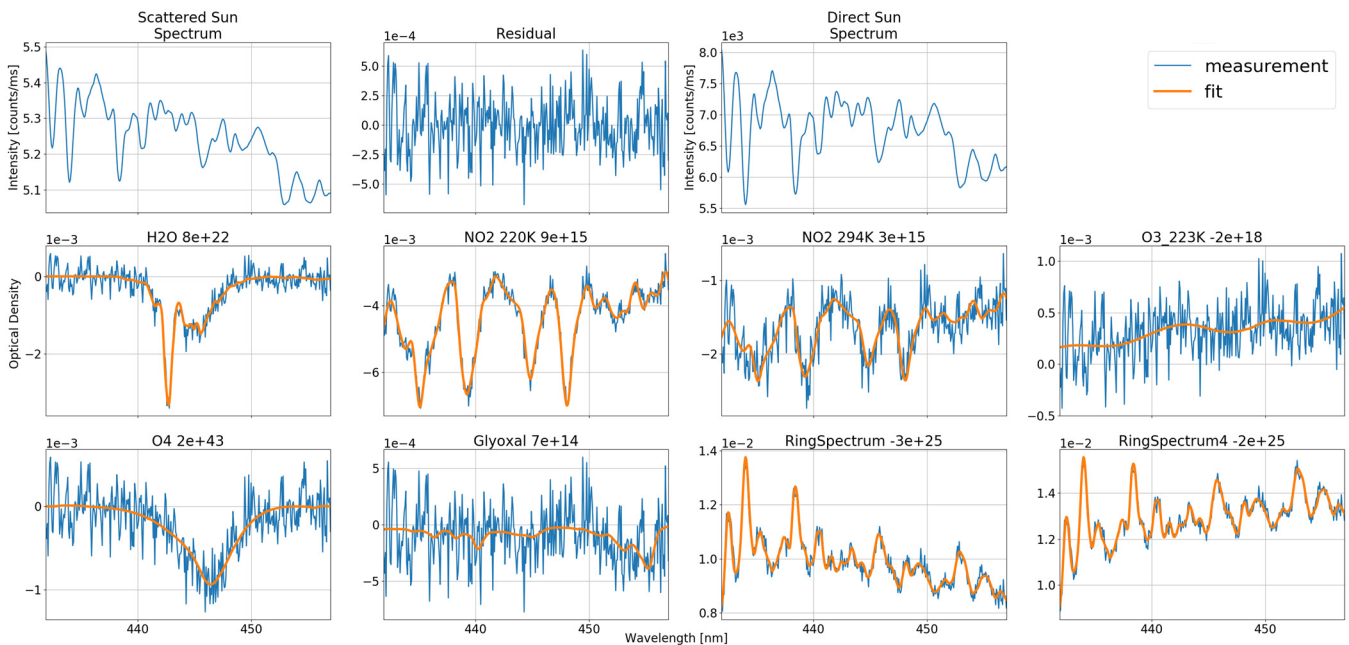 Scattered Sun
Spectrum
Residual
Direct Sun
Spectrum
measurement
fit
Intensity [counts/ms]
5.5
5.4
5.3
5.2
5.1
1e−4
5.0
2.5
0.0
−2.5
−5.0
Intensity [counts/ms]
1e3
8.0
7.5
7.0
6.5
6.0
5.5
Optical Density
1e−3
H2O 8e+22
0
−2
1e−3
NO2 220K 9e+15
−4
−6
1e−3
NO2 294K 3e+15
−1
−2
1e−3
O3_223K -2e+18
1.0
0.5
0.0
−0.5
1e−3
O4 2e+43
0
−1
440
450
1e−4
Glyoxal 7e+14
5
0
−5
440
450
1e−2
RingSpectrum -3e+25
1.4
1.2
1.0
0.8
440
450
1e−2
RingSpectrum4 -2e+25
1.4
1.2
1.0
440
450
Wavelength [nm]